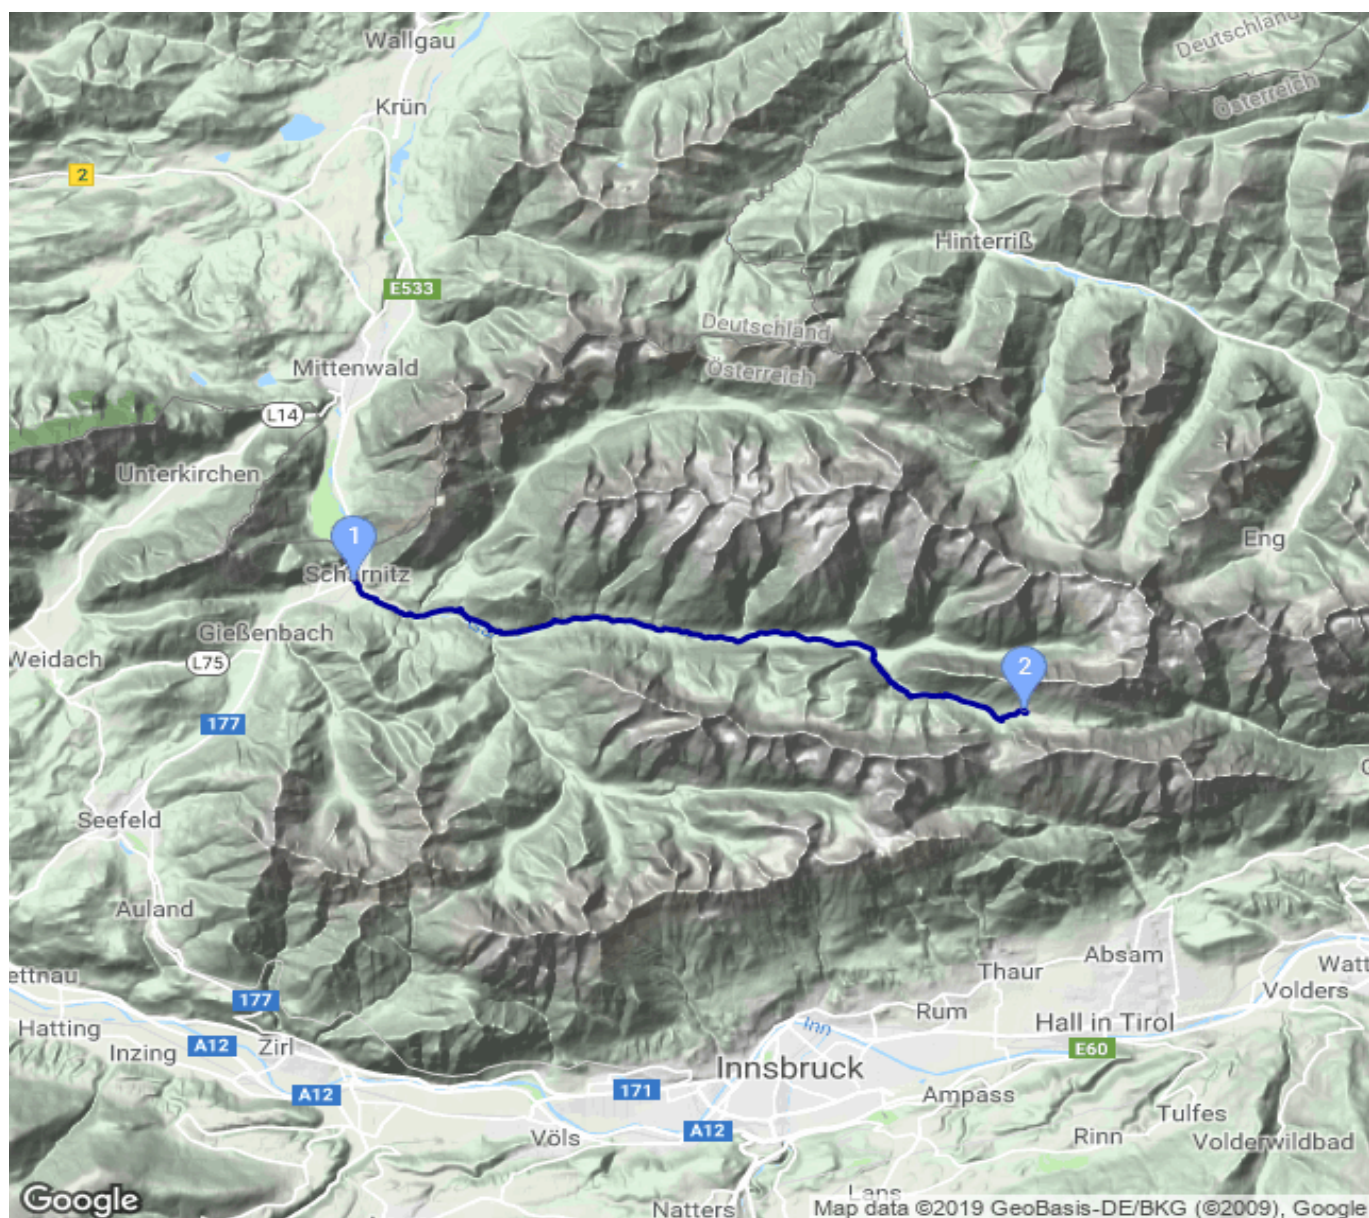 Wallgau
Deutschland
Österreich
Krün
2
Hinterriß
E533
Deutschland
Österreich
Mittenwald
L14
Unterkirchen
1
Eng
Scharnitz
Gießenbach
Weidach
L75
2
177
Seefeld
Auland
Absam
Thaur
ettnau
Watt
177
Volders
Rum
Hatting
Inn
Hall in Tirol
A12
Zirl
Inzing
E60
Innsbruck
171
A12
Ampass
Tulfes
Völs
A12
Rinn
Volderwildbad
Lans
Natters
Google
Map data ©2019 GeoBasis-DE/BKG (©2009), Google